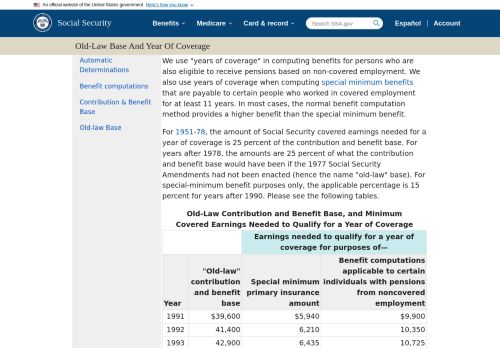 An official website of the United States government Here's how you know
Social Security
Benefits Medicare Card & record Search SSA.gov Español Account
Old-Law Base And Year Of Coverage
Automatic
Determinations
Benefit computations
Contribution & Benefit
Base
Old-law Base
We use "years of coverage" in computing benefits for persons who are
also eligible to receive pensions based on non-covered employment. We
also use years of coverage when computing special minimum benefits
that are payable to certain people who worked in covered employment
for at least 11 years. In most cases, the normal benefit computation
method provides a higher benefit than the special minimum benefit.
For 1951-78, the amount of Social Security covered earnings needed for a
year of coverage is 25 percent of the contribution and benefit base. For
years after 1978, the amounts are 25 percent of what the contribution
and benefit base would have been if the 1977 Social Security
Amendments had not been enacted (hence the name "old-law" base). For
special-minimum benefit purposes only, the applicable percentage is 15
percent for years after 1990. Please see the following tables.
Old-Law Contribution and Benefit Base, and Minimum
Covered Earnings Needed to Qualify for a Year of Coverage
Earnings needed to qualify for a year of
coverage for purposes of—
Year
"Old-law"
contribution
and benefit
base
Special minimum
primary insurance
amount
Benefit computations
applicable to certain
individuals with pensions
from noncovered
employment
1991 $39,600 $5,940 $9,900
1992 41,400 6,210 10,350
1993 42,900 6,435 10,725